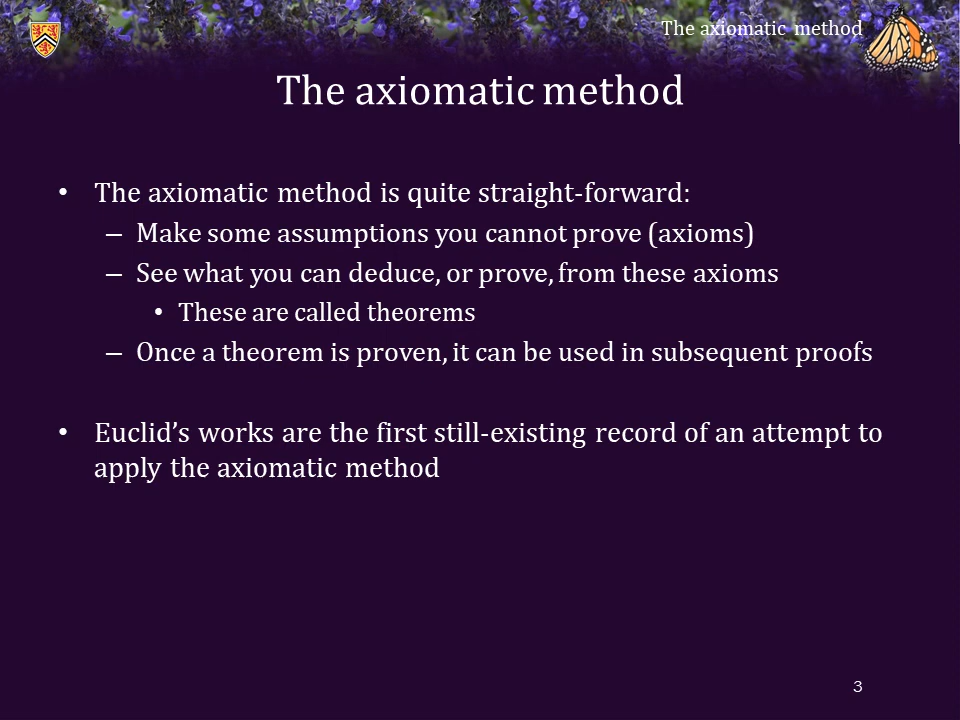 The axiomatic method
The axiomatic method
• The axiomatic method is quite straight-forward:
– Make some assumptions you cannot prove (axioms)
– See what you can deduce, or prove, from these axioms
• These are called theorems
– Once a theorem is proven, it can be used in subsequent proofs
• Euclid’s works are the first still-existing record of an attempt to
apply the axiomatic method
3